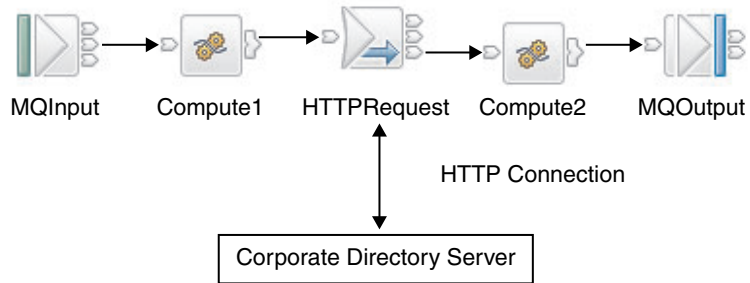 MQInput
Compute1
HTTPRequest
Compute2
MQOutput
HTTP Connection
Corporate Directory Server